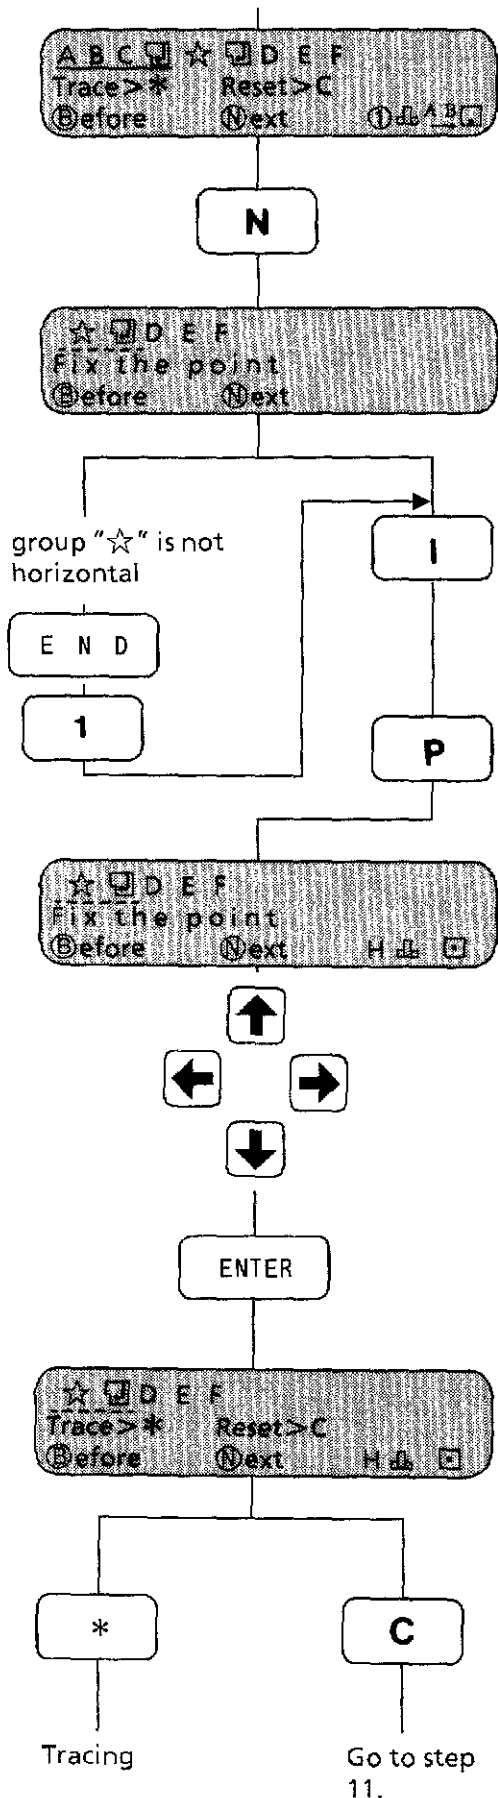 A B C ☆ D E F
Trace>* Reset>C
Ⓑefore Ⓝext ① A B
N
☆ D E F
Fix the point
Ⓑefore Ⓝext
group "☆" is not
horizontal
I
E N D
1
P
☆ D E F
Fix the point
Ⓑefore Ⓝext H
ENTER
☆ D E F
Trace>* Reset>C
Ⓑefore Ⓝext H
*
C
Tracing
Go to step
11.